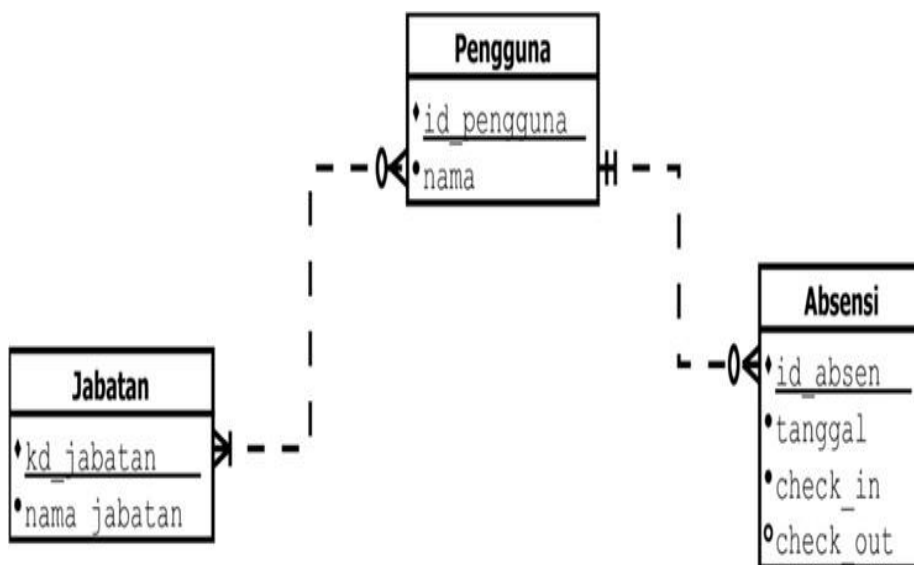 Pengguna
id_pengguna
nama
Absensi
id_absen
tanggal
check_in
check_out
Jabatan
kd_jabatan
nama jabatan